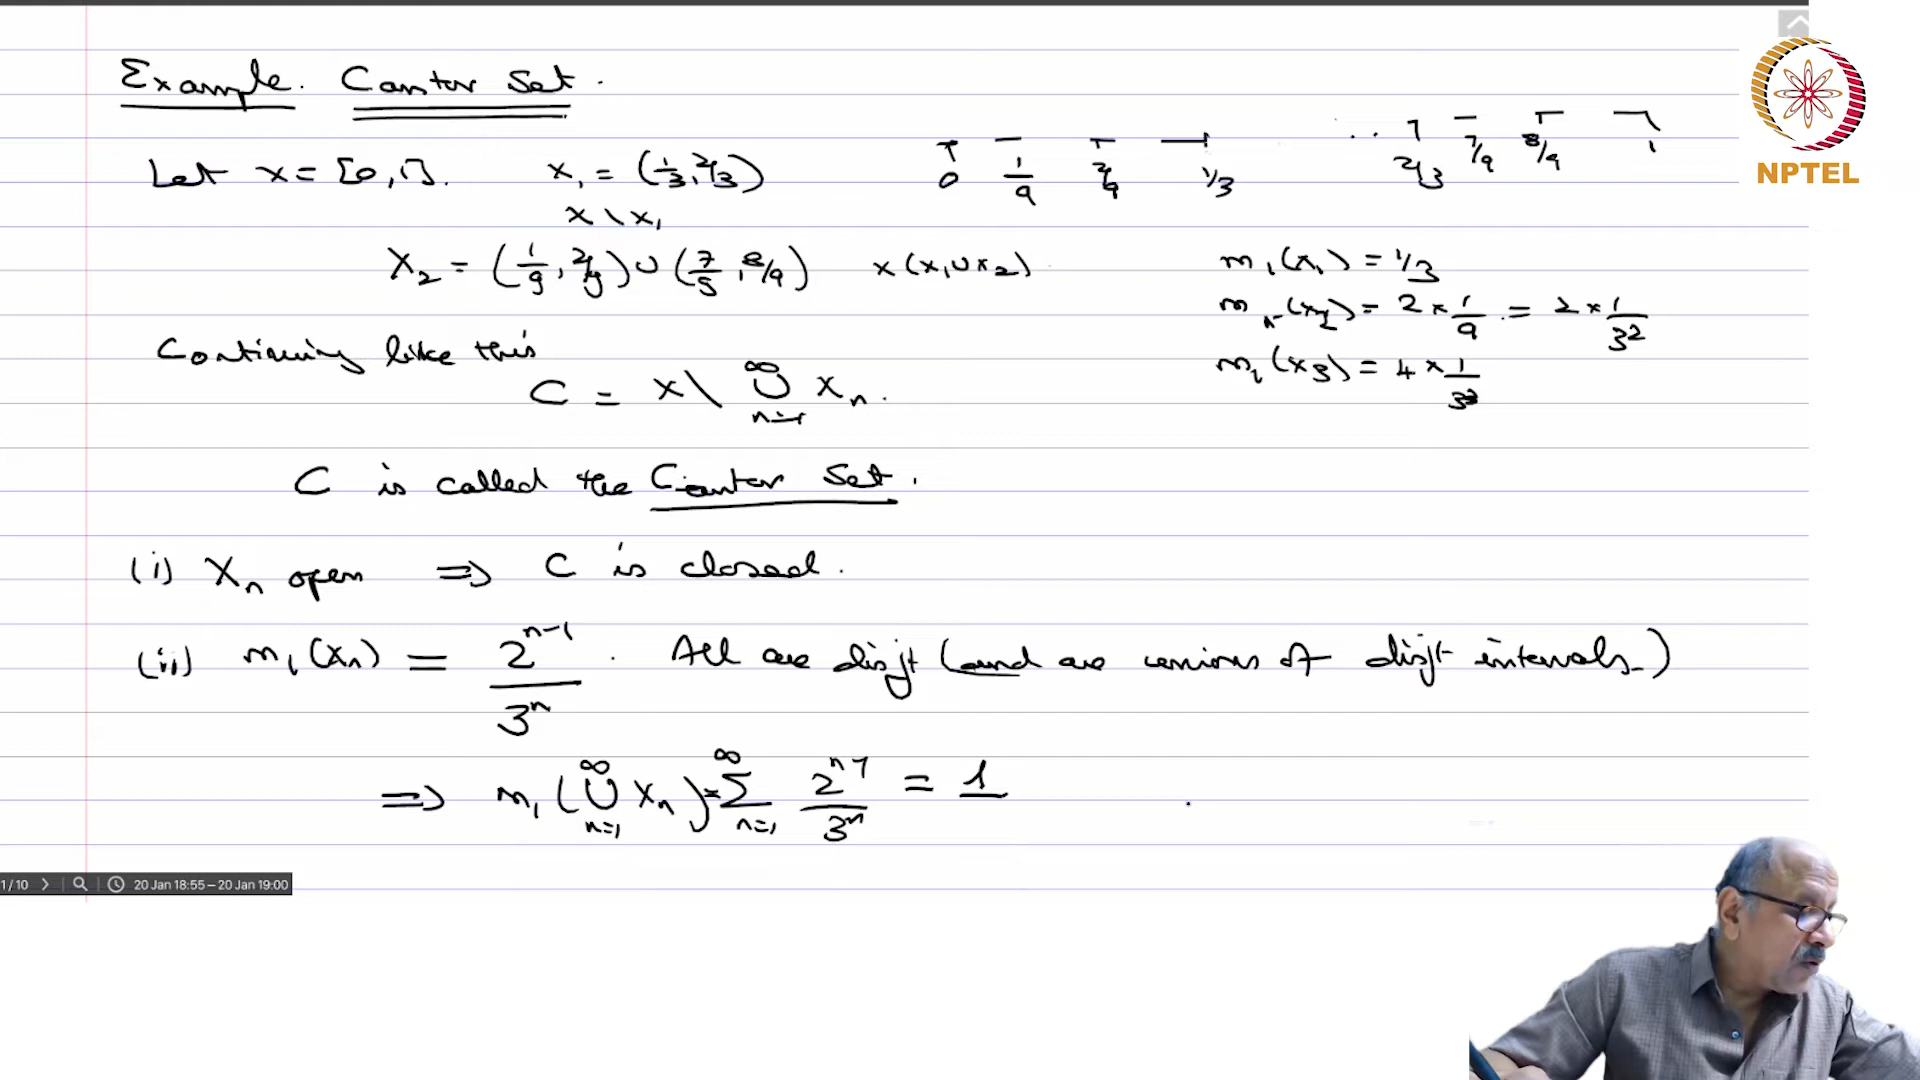 Example. Cantor Set.
Let X = [0,1]. X₁ = (1/3, 2/3)
X \ X₁
0 1/9 2/9 1/3 .. 2/3 7/9 8/9 1
NPTEL
X₂ = (1/9, 2/9) ∪ (7/9, 8/9) X(X₁∪X₂)
m₁(X₁) = 1/3
m₁(X₂) = 2 × 1/9 = 2 × 1/3²
m₁(X₃) = 4 × 1/3³
Continuing like this
C = X \ ∪_{n=1}^{∞} Xₙ.
C is called the Cantor Set.
(i) Xₙ open ⟹ C is closed.
(ii) m₁(Xₙ) = 2^{n-1}/3^n. All are disjt (and are unions of disjt intervals.)
⟹ m₁(∪_{n=1}^{∞} Xₙ) = Σ_{n=1}^{∞} 2^{n-1}/3^n = 1
1/10 20 Jan 18:55 – 20 Jan 19:00